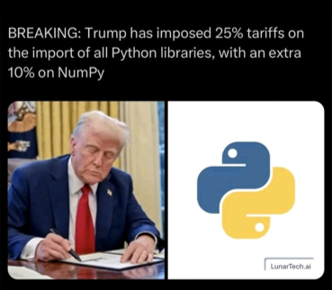 BREAKING: Trump has imposed 25% tariffs on
the import of all Python libraries, with an extra
10% on NumPy
LunarTech.ai